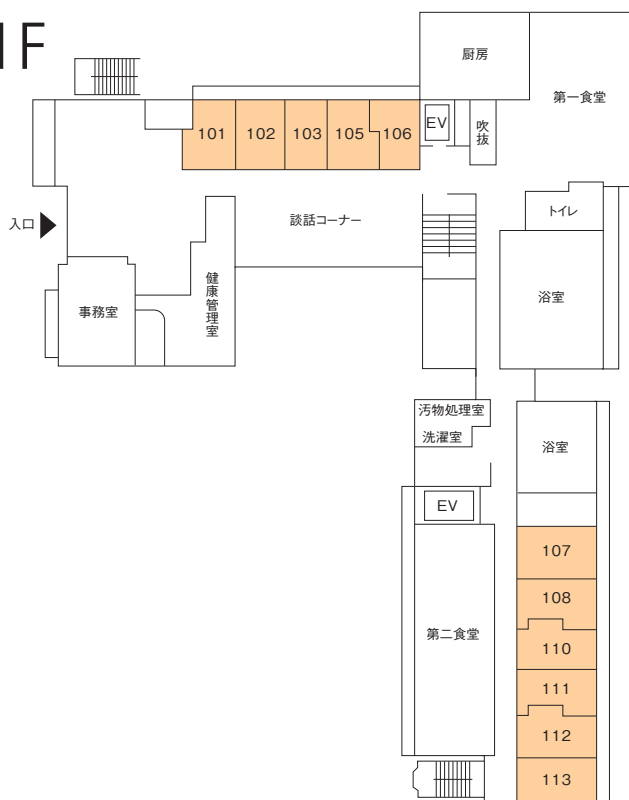 1F
厨房
第一食堂
101
102
103
105
106
EV
吹抜
入口
談話コーナー
トイレ
健康管理室
事務室
浴室
汚物処理室
洗濯室
浴室
EV
107
108
第二食堂
110
111
112
113